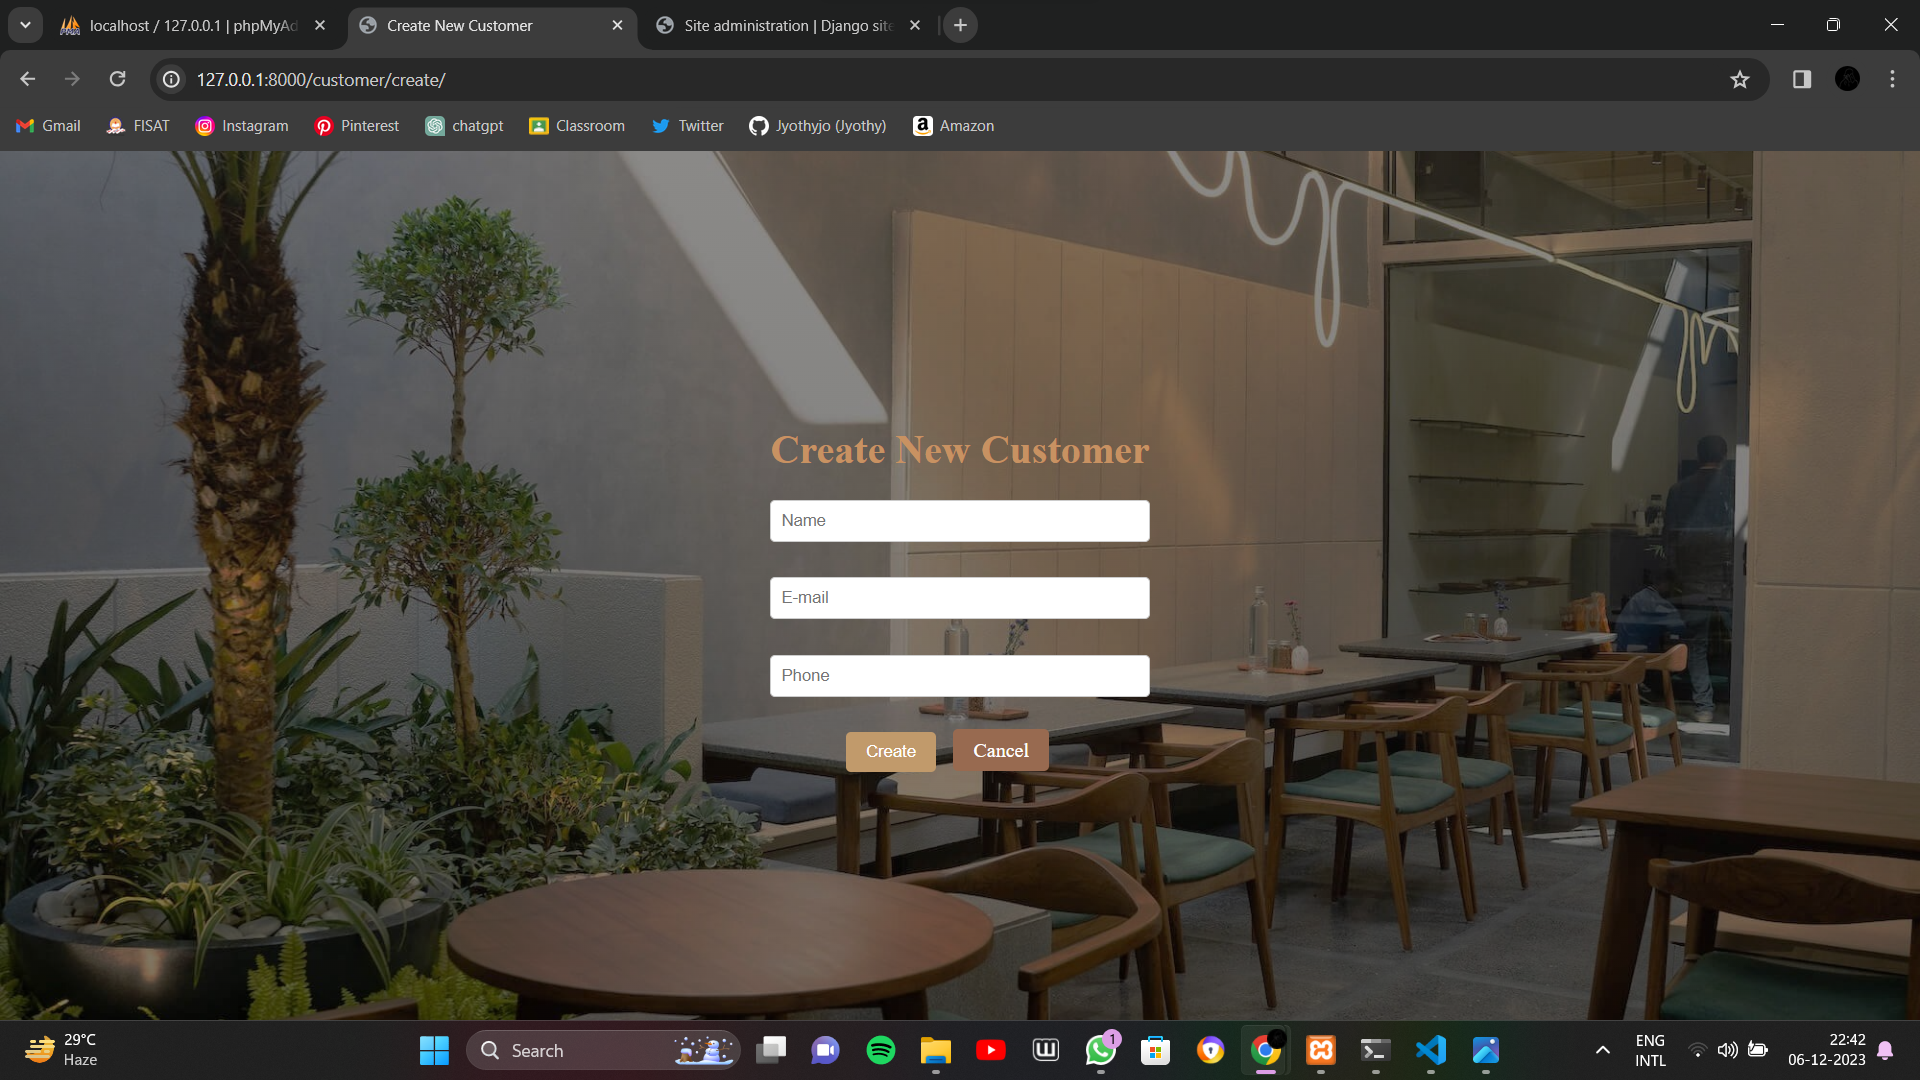 localhost / 127.0.0.1 | phpMyAd
Create New Customer
Site administration | Django site
127.0.0.1:8000/customer/create/
Gmail
FISAT
Instagram
Pinterest
chatgpt
Classroom
Twitter
Jyothyjo (Jyothy)
Amazon
Create New Customer
Name
E-mail
Phone
Create
Cancel
29°C
Haze
Search
1
ENG
INTL
22:42
06-12-2023